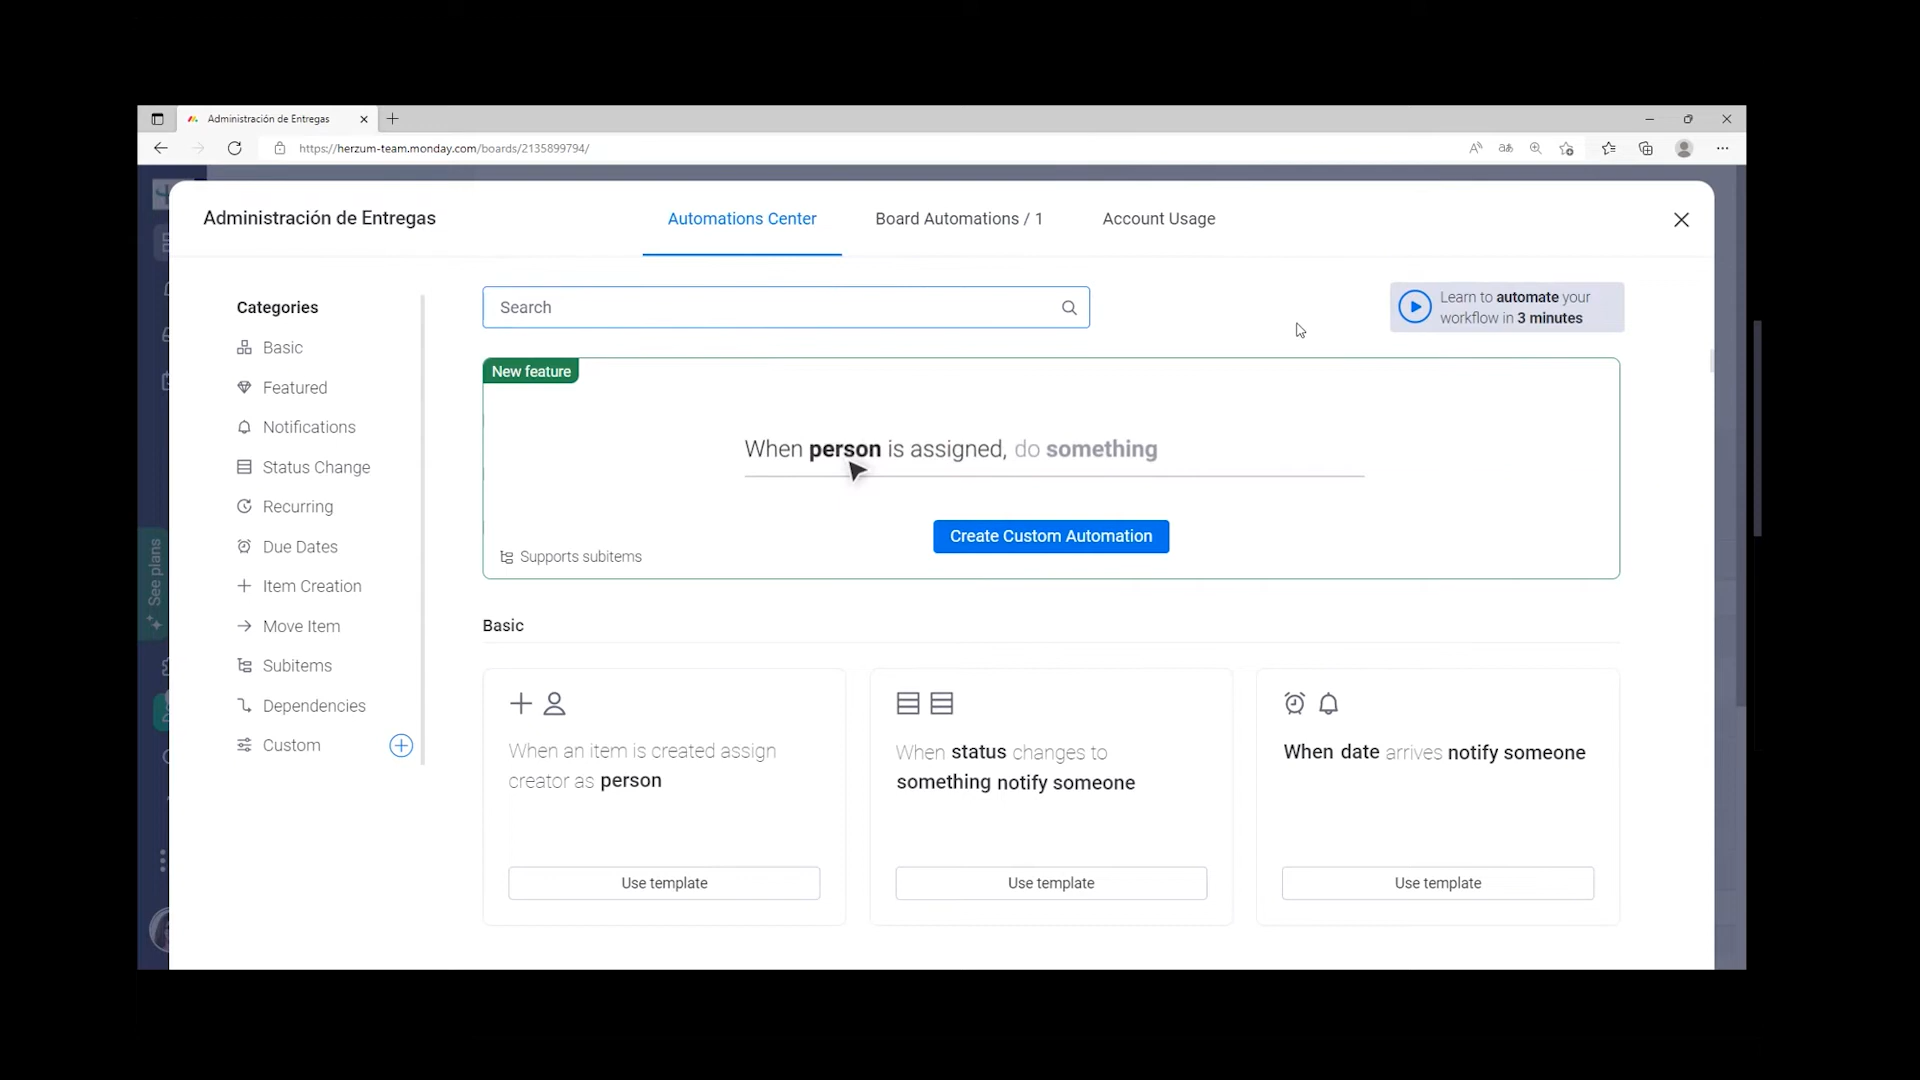 Administración de Entregas
https://herzum-team.monday.com/boards/2135899794/
Administración de Entregas
Automations Center
Board Automations / 1
Account Usage
Categories
Basic
Featured
Notifications
Status Change
Recurring
Due Dates
Item Creation
Move Item
Subitems
Dependencies
Custom
See plans
Search
Learn to automate your
workflow in 3 minutes
New feature
When person is assigned, do something
Create Custom Automation
Supports subitems
Basic
When an item is created assign
creator as person
Use template
When status changes to
something notify someone
Use template
When date arrives notify someone
Use template